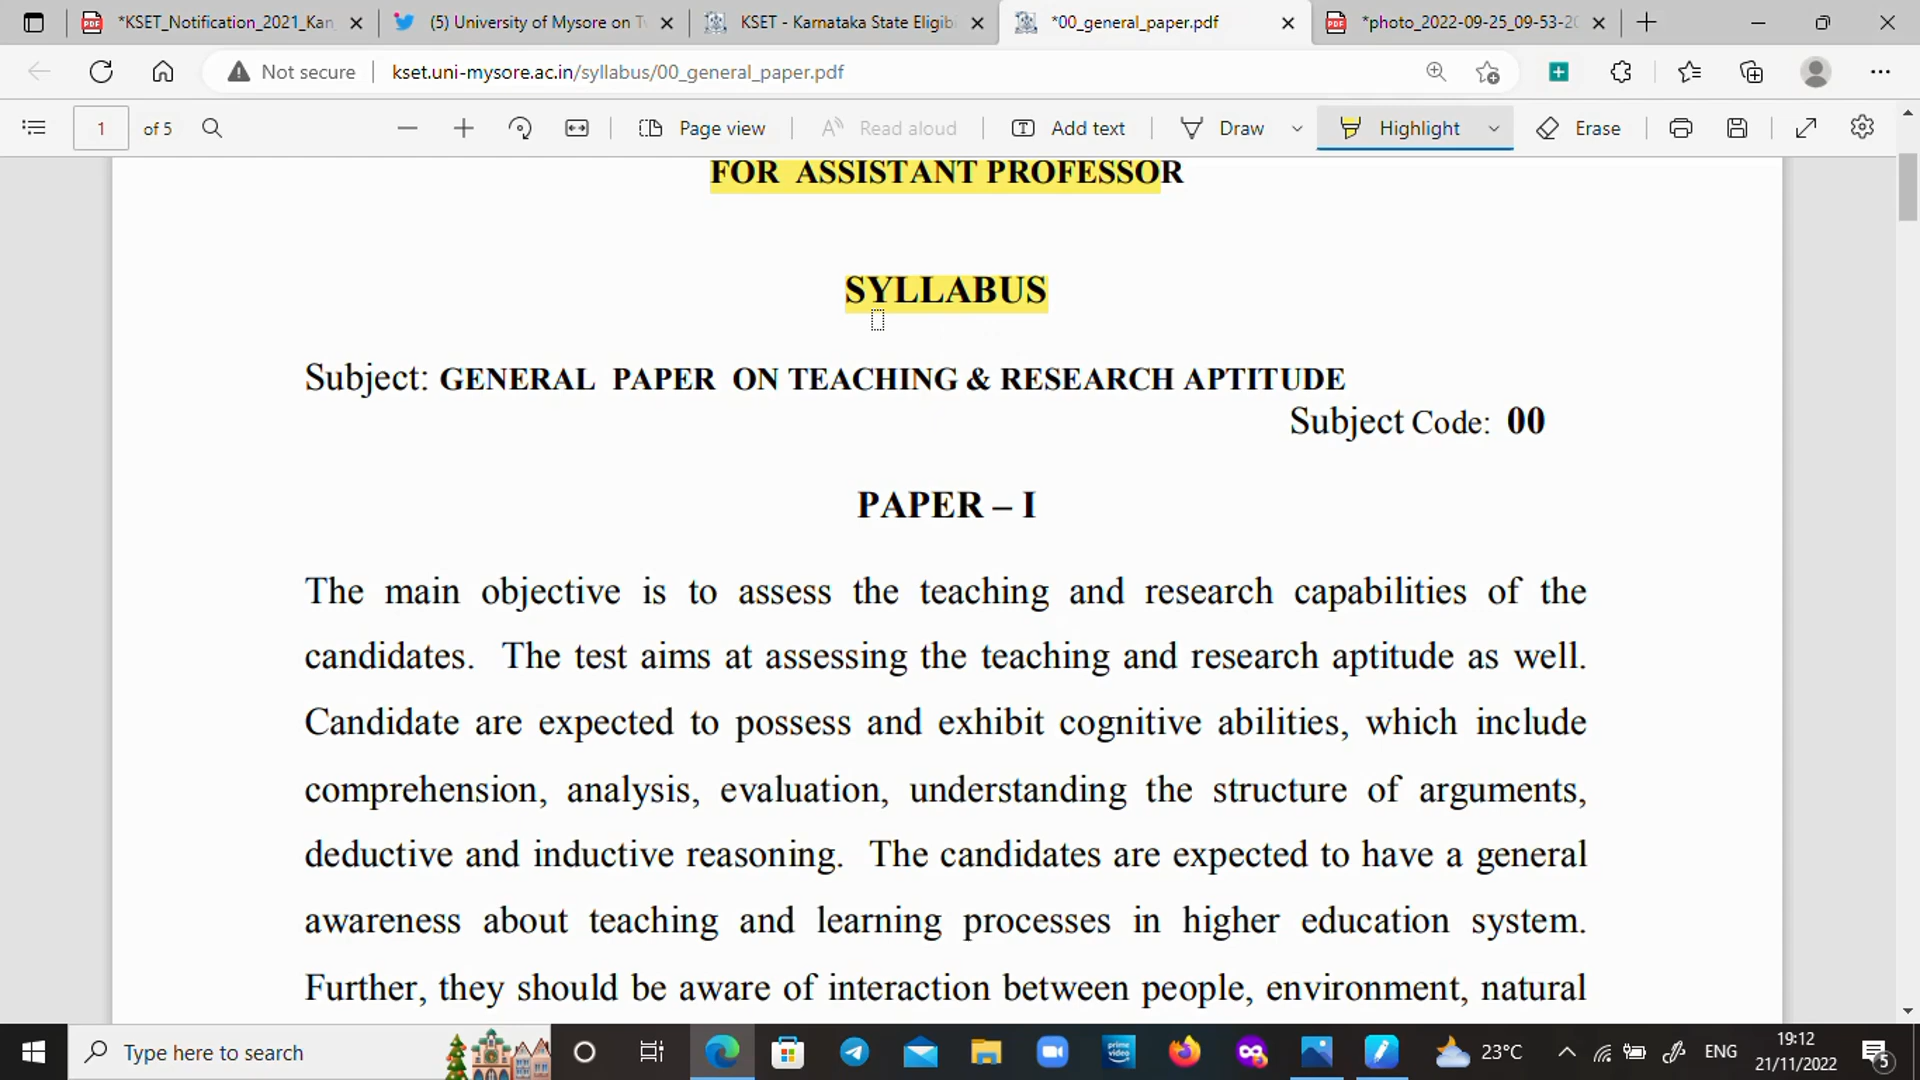 *KSET_Notification_2021_Kan
(5) University of Mysore on Tw
KSET - Karnataka State Eligibi
*00_general_paper.pdf
*photo_2022-09-25_09-53-20
Not secure
kset.uni-mysore.ac.in/syllabus/00_general_paper.pdf
1 of 5
Page view
Read aloud
Add text
Draw
Highlight
Erase
FOR ASSISTANT PROFESSOR
SYLLABUS
Subject: GENERAL PAPER ON TEACHING & RESEARCH APTITUDE
Subject Code: 00
PAPER – I
The main objective is to assess the teaching and research capabilities of the
candidates. The test aims at assessing the teaching and research aptitude as well.
Candidate are expected to possess and exhibit cognitive abilities, which include
comprehension, analysis, evaluation, understanding the structure of arguments,
deductive and inductive reasoning. The candidates are expected to have a general
awareness about teaching and learning processes in higher education system.
Further, they should be aware of interaction between people, environment, natural
Type here to search
prime video
23°C
ENG
19:12
21/11/2022
5